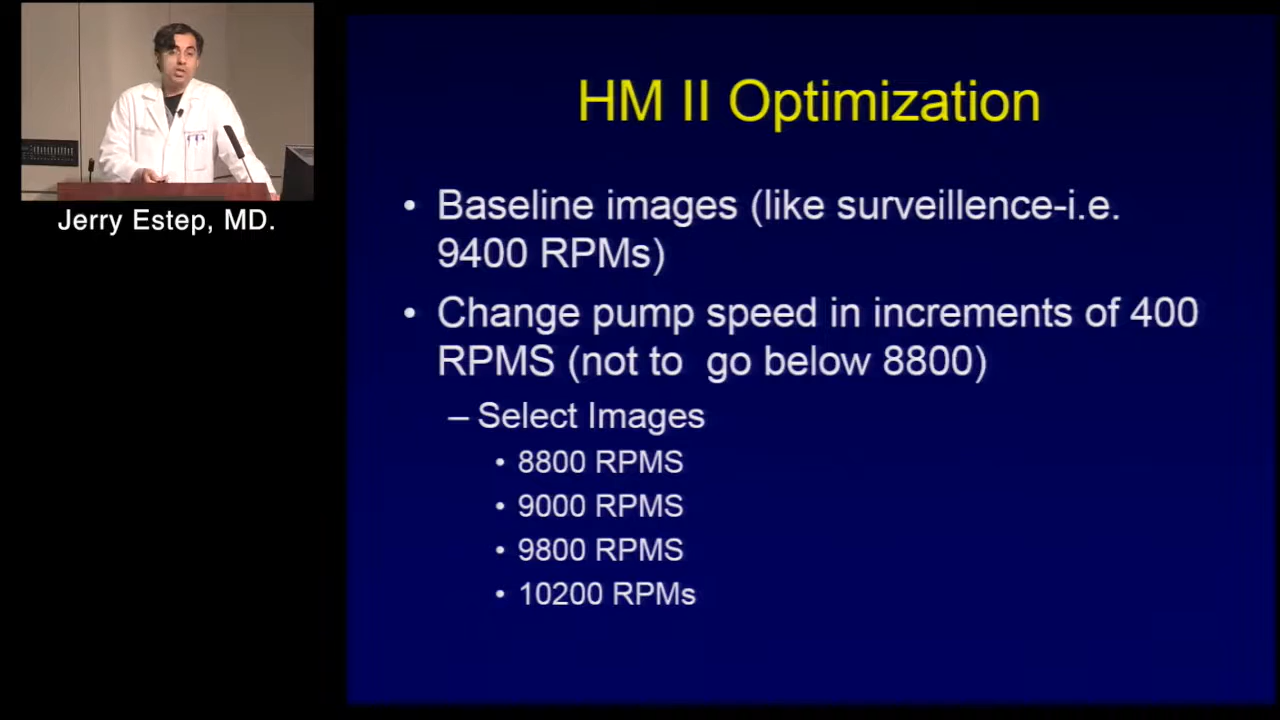 Jerry Estep, MD.
HM II Optimization
• Baseline images (like surveillence-i.e.
9400 RPMs)
• Change pump speed in increments of 400
RPMS (not to go below 8800)
– Select Images
• 8800 RPMS
• 9000 RPMS
• 9800 RPMS
• 10200 RPMs